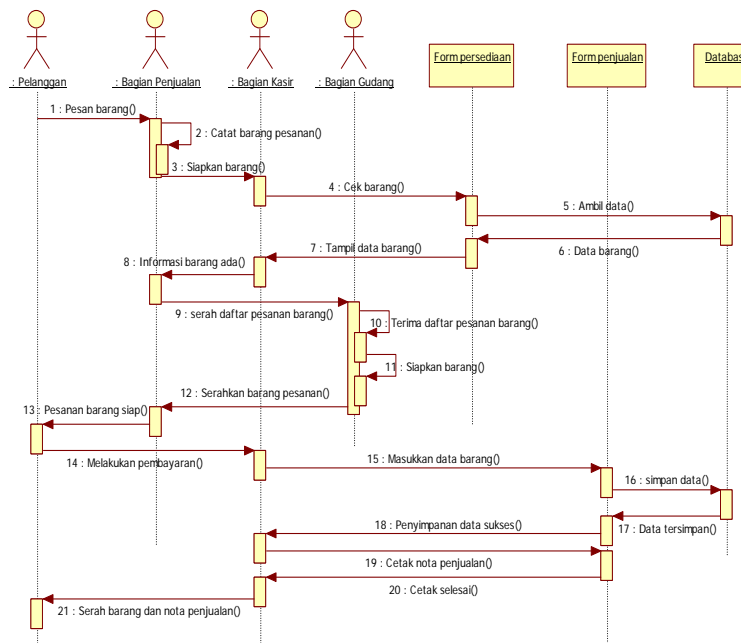 Form persediaan
Form penjualan
Databas
: Pelanggan
: Bagian Penjualan
: Bagian Kasir
: Bagian Gudang
1 : Pesan barang()
2 : Catat barang pesanan()
3 : Siapkan barang()
4 : Cek barang()
5 : Ambil data()
6 : Data barang()
7 : Tampil data barang()
8 : Informasi barang ada()
9 : serah daftar pesanan barang()
10 : Terima daftar pesanan barang()
11 : Siapkan barang()
12 : Serahkan barang pesanan()
13 : Pesanan barang siap()
14 : Melakukan pembayaran()
15 : Masukkan data barang()
16 : simpan data()
17 : Data tersimpan()
18 : Penyimpanan data sukses()
19 : Cetak nota penjualan()
20 : Cetak selesai()
21 : Serah barang dan nota penjualan()